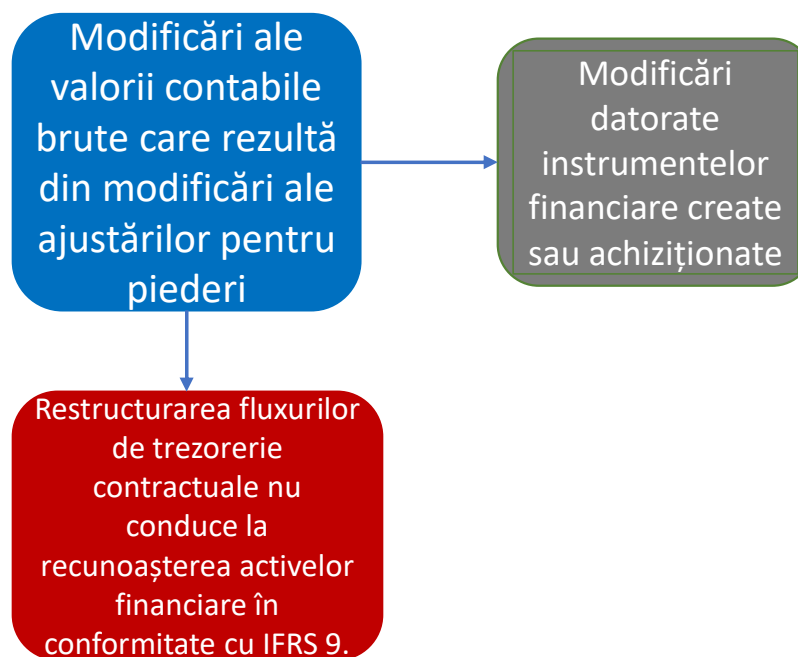 Modificări ale
valorii contabile
brute care rezultă
din modificări ale
ajustărilor pentru
piederi
Modificări
datorate
instrumentelor
financiare create
sau achiziționate
Restructurarea fluxurilor
de trezorerie
contractuale nu
conduce la
recunoașterea activelor
financiare în
conformitate cu IFRS 9.